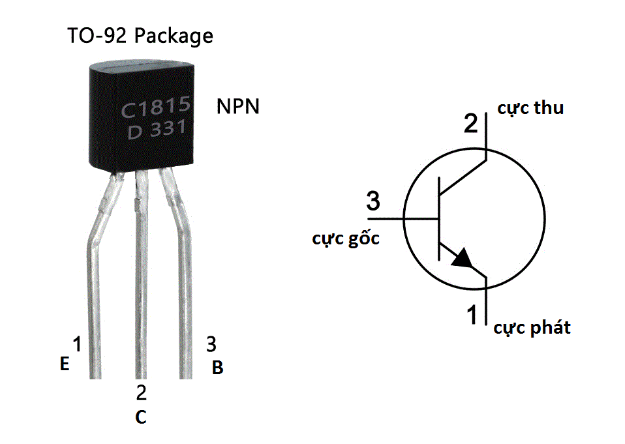 TO-92 Package
C1815
D 331
NPN
1
E
2
C
3
B
2
cực thu
3
cực gốc
1
cực phát